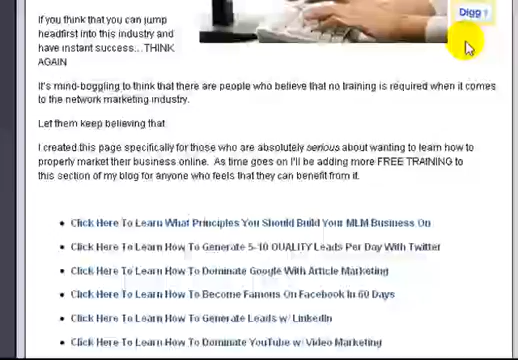 Digg
If you think that you can jump
headfirst into this industry and
have instant success...THINK
AGAIN
It's mind-boggling to think that there are people who believe that no training is required when it comes
to the network marketing industry.
Let them keep believing that
I created this page specifically for those who are absolutely serious about wanting to learn how to
properly market their business online. As time goes on I'll be adding more FREE TRAINING to
this section of my blog for anyone who feels that they can benefit from it.
• Click Here To Learn What Principles You Should Build Your MLM Business On
• Click Here To Learn How To Generate 5-10 QUALITY Leads Per Day With Twitter
• Click Here To Learn How To Dominate Google With Article Marketing
• Click Here To Learn How To Become Famous On Facebook In 60 Days
• Click Here To Learn How To Generate Leads w/ LinkedIn
• Click Here To Learn How To Dominate YouTube w/ Video Marketing